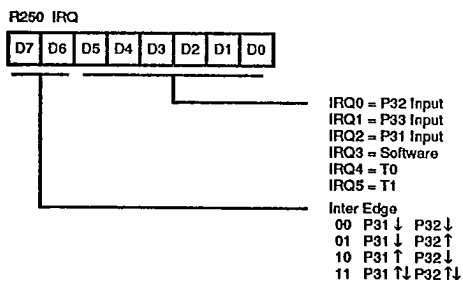 R250 IRQ
D7 D6 D5 D4 D3 D2 D1 D0
IRQ0 = P32 Input
IRQ1 = P33 Input
IRQ2 = P31 Input
IRQ3 = Software
IRQ4 = T0
IRQ5 = T1
Inter Edge
00 P31 ↓ P32 ↓
01 P31 ↓ P32 ↑
10 P31 ↑ P32 ↓
11 P31 ↑↓ P32 ↑↓